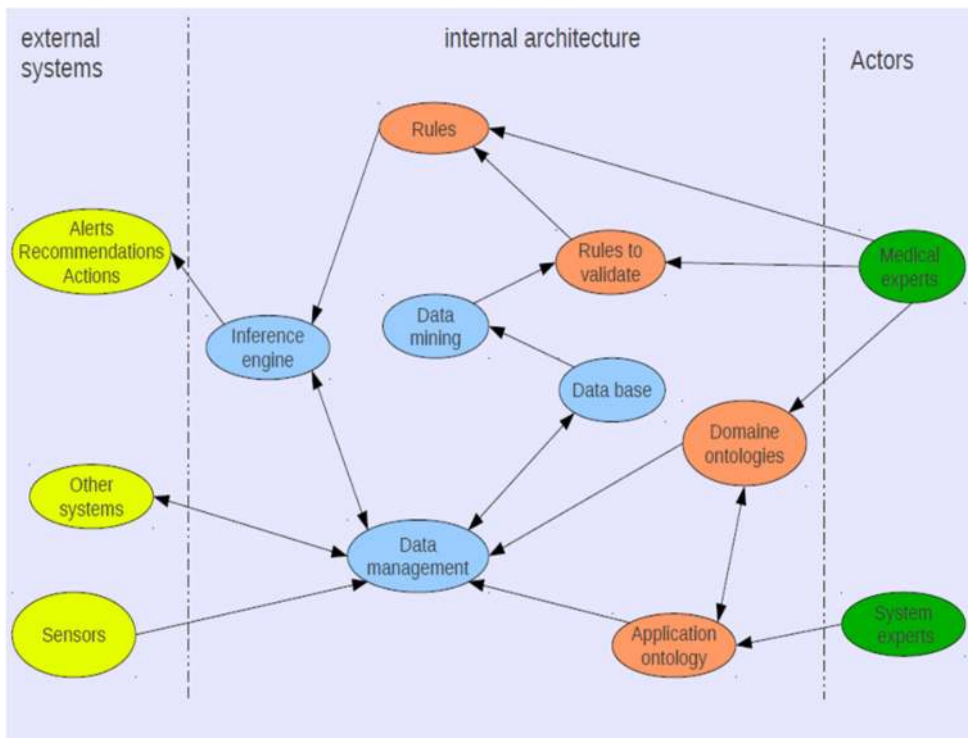 external
systems
internal architecture
Actors
Rules
Alerts
Recommendations
Actions
Rules to
validate
Medical
experts
Data
mining
Inference
engine
Data base
Domaine
ontologies
Other
systems
Data
management
Sensors
Application
ontology
System
experts